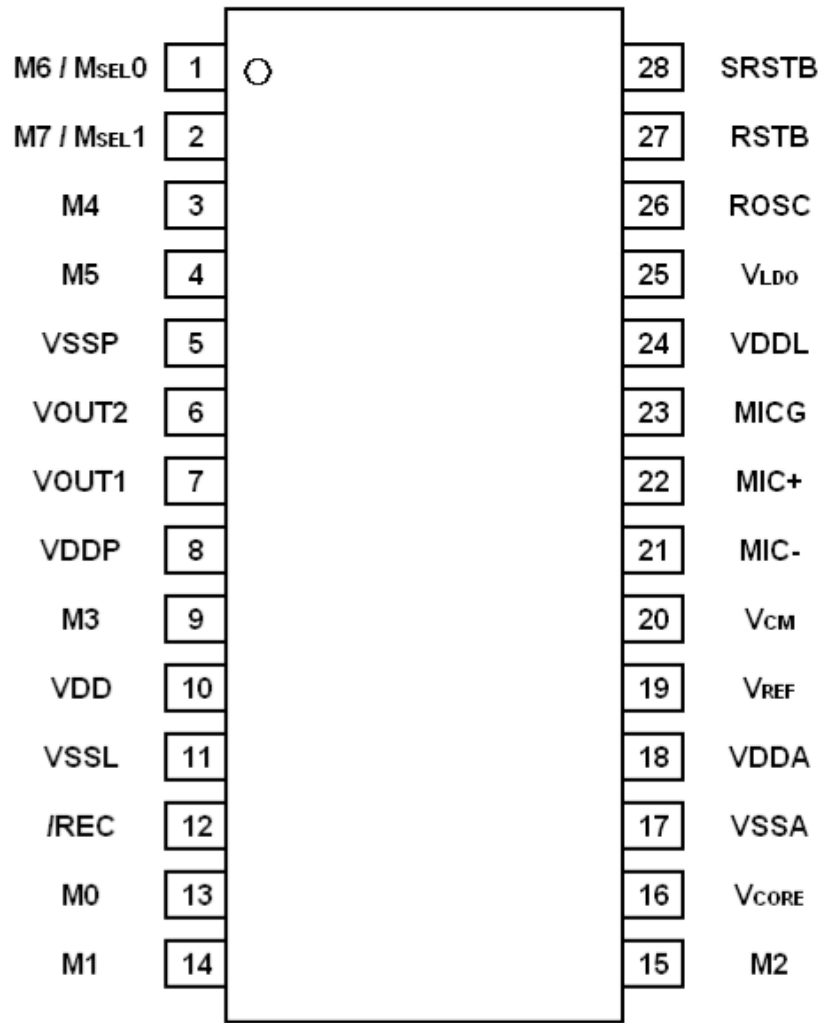 M6 / MSEL0 1 28 SRSTB
M7 / MSEL1 2 27 RSTB
M4 3 26 ROSC
M5 4 25 VLDO
VSSP 5 24 VDDL
VOUT2 6 23 MICG
VOUT1 7 22 MIC+
VDDP 8 21 MIC-
M3 9 20 VCM
VDD 10 19 VREF
VSSL 11 18 VDDA
/REC 12 17 VSSA
M0 13 16 VCORE
M1 14 15 M2